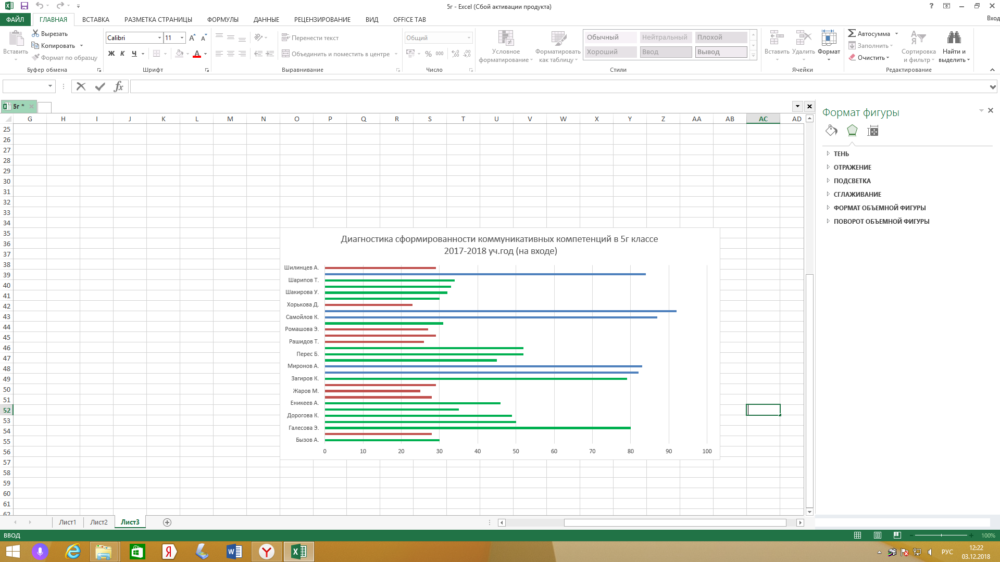 5г - Excel (Сбой активации продукта)
ФАЙЛ ГЛАВНАЯ ВСТАВКА РАЗМЕТКА СТРАНИЦЫ ФОРМУЛЫ ДАННЫЕ РЕЦЕНЗИРОВАНИЕ ВИД OFFICE TAB Вход
Вставить
Вырезать
Копировать
Формат по образцу
Буфер обмена
Calibri 11
Ж К Ч
Шрифт
Перенести текст
Объединить и поместить в центре
Выравнивание
Общий
% 000
Число
Условное форматирование
Форматировать как таблицу
Обычный Нейтральный Плохой
Хороший Ввод Вывод
Стили
Вставить Удалить Формат
Ячейки
Автосумма
Заполнить
Очистить
Сортировка и фильтр
Найти и выделить
Редактирование
fx
5г *
G H I J K L M N O P Q R S T U V W X Y Z AA AB AC AD
25
26
27
28
29
30
31
32
33
34
35
36
37
38
39
40
41
42
43
44
45
46
47
48
49
50
51
52
53
54
55
56
57
58
59
60
61
62
Диагностика сформированности коммуникативных компетенций в 5г классе
2017-2018 уч.год (на входе)
Шилинцев А.
Шарипов Т.
Шакирова У.
Хорькова Д.
Самойлов К.
Ромашова Э.
Рашидов Т.
Перес Б.
Миронов А.
Загиров К.
Жаров М.
Еникеев А.
Дорогова К.
Галесова Э.
Бызов А.
0 10 20 30 40 50 60 70 80 90 100
Формат фигуры
ТЕНЬ
ОТРАЖЕНИЕ
ПОДСВЕТКА
СГЛАЖИВАНИЕ
ФОРМАТ ОБЪЕМНОЙ ФИГУРЫ
ПОВОРОТ ОБЪЕМНОЙ ФИГУРЫ
Лист1 Лист2 Лист3
ВВОД 100%
РУС 12:22
03.12.2018